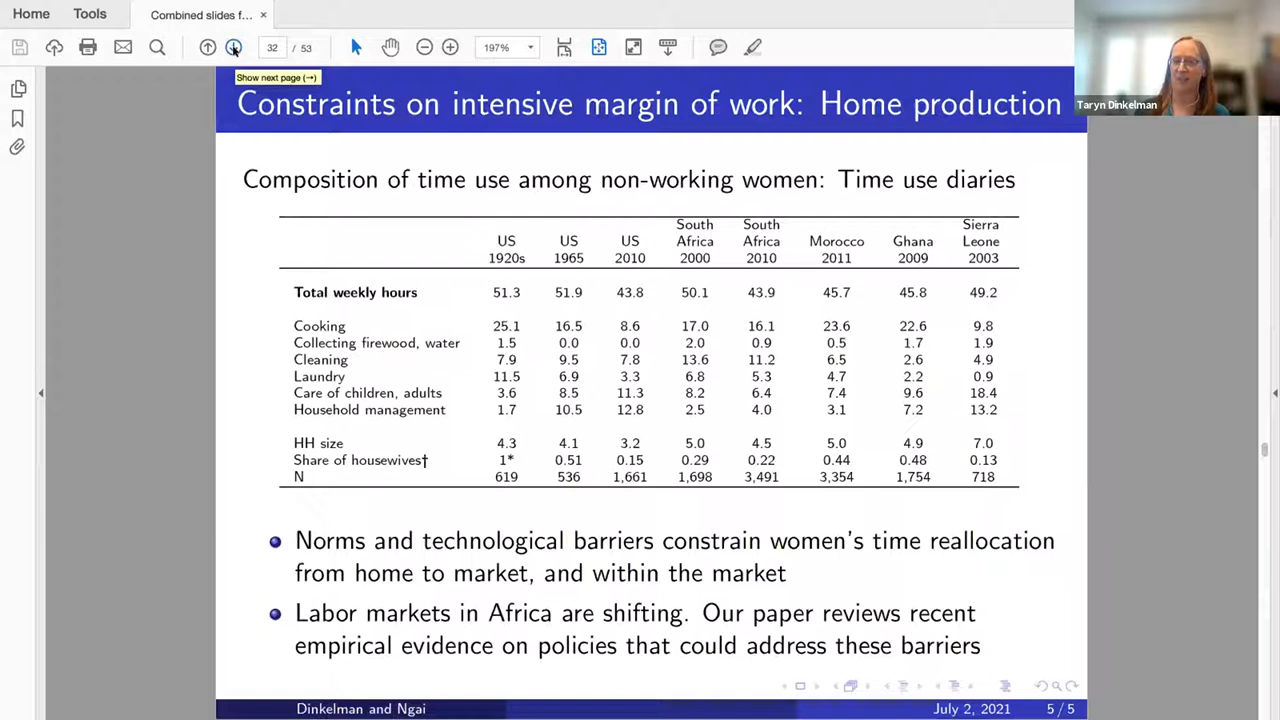 Home Tools Combined slides f... ×
32 / 53 197%
Show next page (→)
Taryn Dinkelman
Constraints on intensive margin of work: Home production
Composition of time use among non-working women: Time use diaries
US 1920s US 1965 US 2010 South Africa 2000 South Africa 2010 Morocco 2011 Ghana 2009 Sierra Leone 2003
Total weekly hours 51.3 51.9 43.8 50.1 43.9 45.7 45.8 49.2
Cooking 25.1 16.5 8.6 17.0 16.1 23.6 22.6 9.8
Collecting firewood, water 1.5 0.0 0.0 2.0 0.9 0.5 1.7 1.9
Cleaning 7.9 9.5 7.8 13.6 11.2 6.5 2.6 4.9
Laundry 11.5 6.9 3.3 6.8 5.3 4.7 2.2 0.9
Care of children, adults 3.6 8.5 11.3 8.2 6.4 7.4 9.6 18.4
Household management 1.7 10.5 12.8 2.5 4.0 3.1 7.2 13.2
HH size 4.3 4.1 3.2 5.0 4.5 5.0 4.9 7.0
Share of housewives† 1* 0.51 0.15 0.29 0.22 0.44 0.48 0.13
N 619 536 1,661 1,698 3,491 3,354 1,754 718
Norms and technological barriers constrain women's time reallocation
from home to market, and within the market
Labor markets in Africa are shifting. Our paper reviews recent
empirical evidence on policies that could address these barriers
Dinkelman and Ngai July 2, 2021 5 / 5